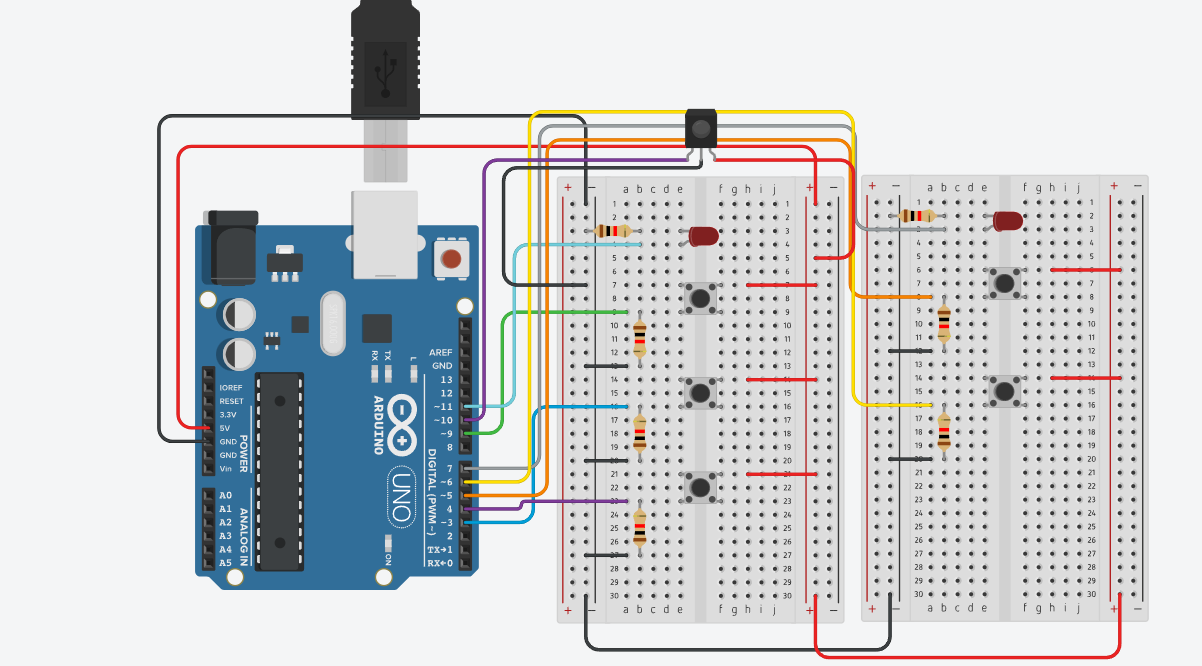 IOREF
RESET
3.3V
5V
GND
GND
Vin
POWER
A0
A1
A2
A3
A4
A5
ANALOG IN
AREF
GND
13
12
~11
~10
~9
8
7
~6
~5
4
~3
2
TX→1
RX←0
DIGITAL (PWM~)
RX
TX
L
ARDUINO
UNO
ON
+ − a b c d e f g h i j + −
1
2
3
4
5
6
7
8
9
10
11
12
13
14
15
16
17
18
19
20
21
22
23
24
25
26
27
28
29
30
+ − a b c d e f g h i j + −
+ − a b c d e f g h i j + −
1
2
3
4
5
6
7
8
9
10
11
12
13
14
15
16
17
18
19
20
21
22
23
24
25
26
27
28
29
30
+ − a b c d e f g h i j + −